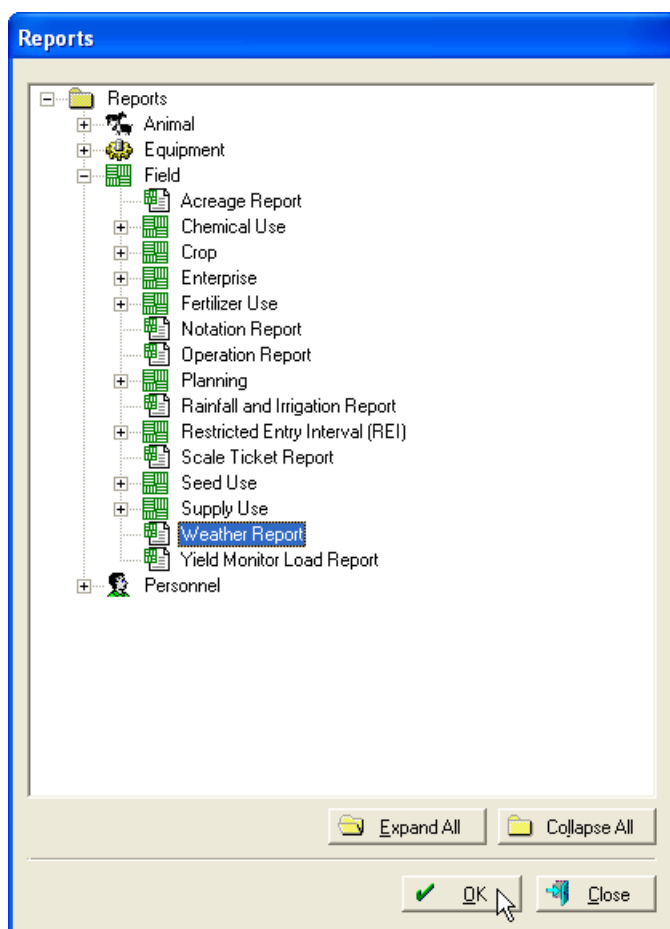 Reports
Reports
Animal
Equipment
Field
Acreage Report
Chemical Use
Crop
Enterprise
Fertilizer Use
Notation Report
Operation Report
Planning
Rainfall and Irrigation Report
Restricted Entry Interval (REI)
Scale Ticket Report
Seed Use
Supply Use
Weather Report
Yield Monitor Load Report
Personnel
Expand All Collapse All
OK Close